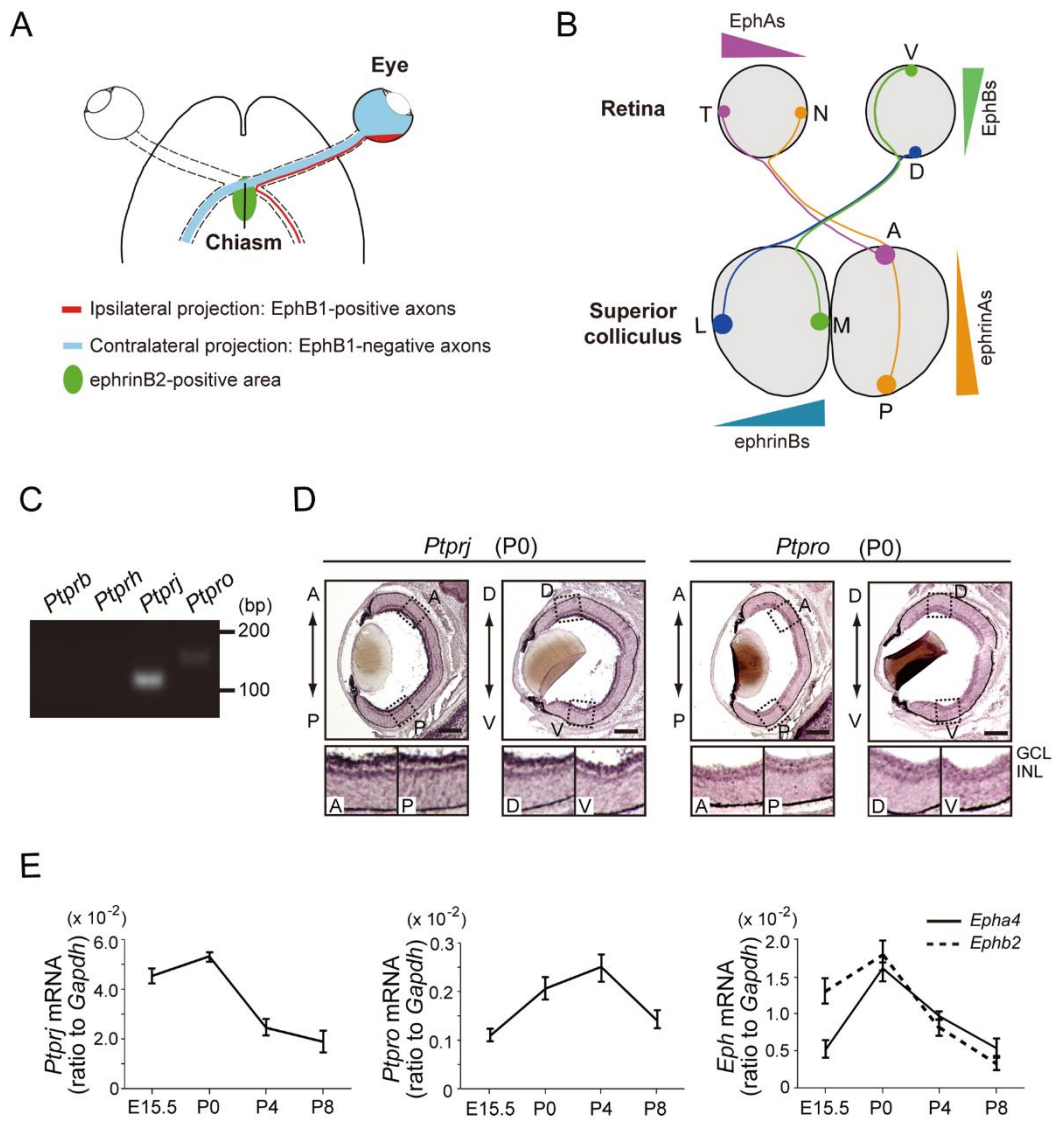 A
Eye
Chiasm
Ipsilateral projection: EphB1-positive axons
Contralateral projection: EphB1-negative axons
ephrinB2-positive area
B
EphAs
V
Retina
T
N
EphBs
D
A
Superior
colliculus
L
M
ephrinAs
P
ephrinBs
C
Ptprb
Ptprh
Ptprj
Ptpro
(bp)
200
100
D
Ptprj (P0)
Ptpro (P0)
A
A
D
D
A
A
D
D
P
P
V
V
P
P
V
V
A
P
D
V
A
P
D
V
GCL
INL
E
(x 10-2)
Ptprj mRNA
(ratio to Gapdh)
6.0
4.0
2.0
0
E15.5 P0 P4 P8
(x 10-2)
Ptpro mRNA
(ratio to Gapdh)
0.3
0.2
0.1
0
E15.5 P0 P4 P8
(x 10-2)
Eph mRNA
(ratio to Gapdh)
Epha4
Ephb2
2.0
1.5
1.0
0.5
0
E15.5 P0 P4 P8